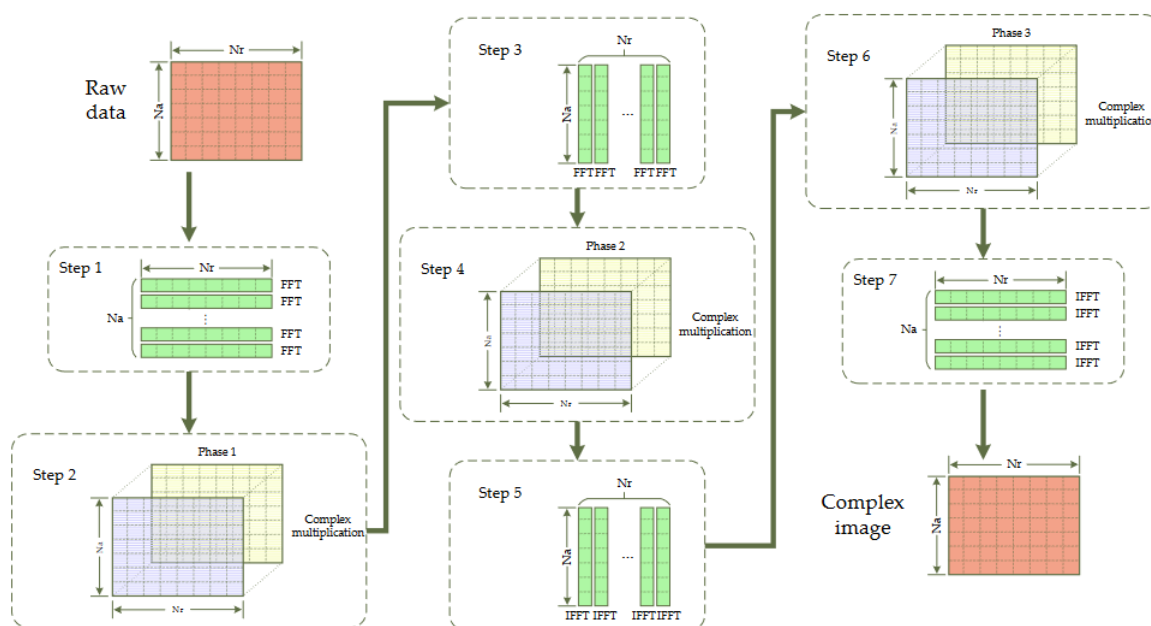 Nr
Na
Raw
data
Step 1
Nr
Na
FFT
FFT
⋮
FFT
FFT
Step 2
Phase 1
Na
Nr
Complex
multiplication
Step 3
Nr
Na
...
FFT FFT FFT FFT
Step 4
Phase 2
Na
Nr
Complex
multiplication
Step 5
Nr
Na
...
IFFT IFFT IFFT IFFT
Step 6
Phase 3
Na
Nr
Complex
multiplication
Step 7
Nr
Na
IFFT
IFFT
⋮
IFFT
IFFT
Complex
image
Nr
Na